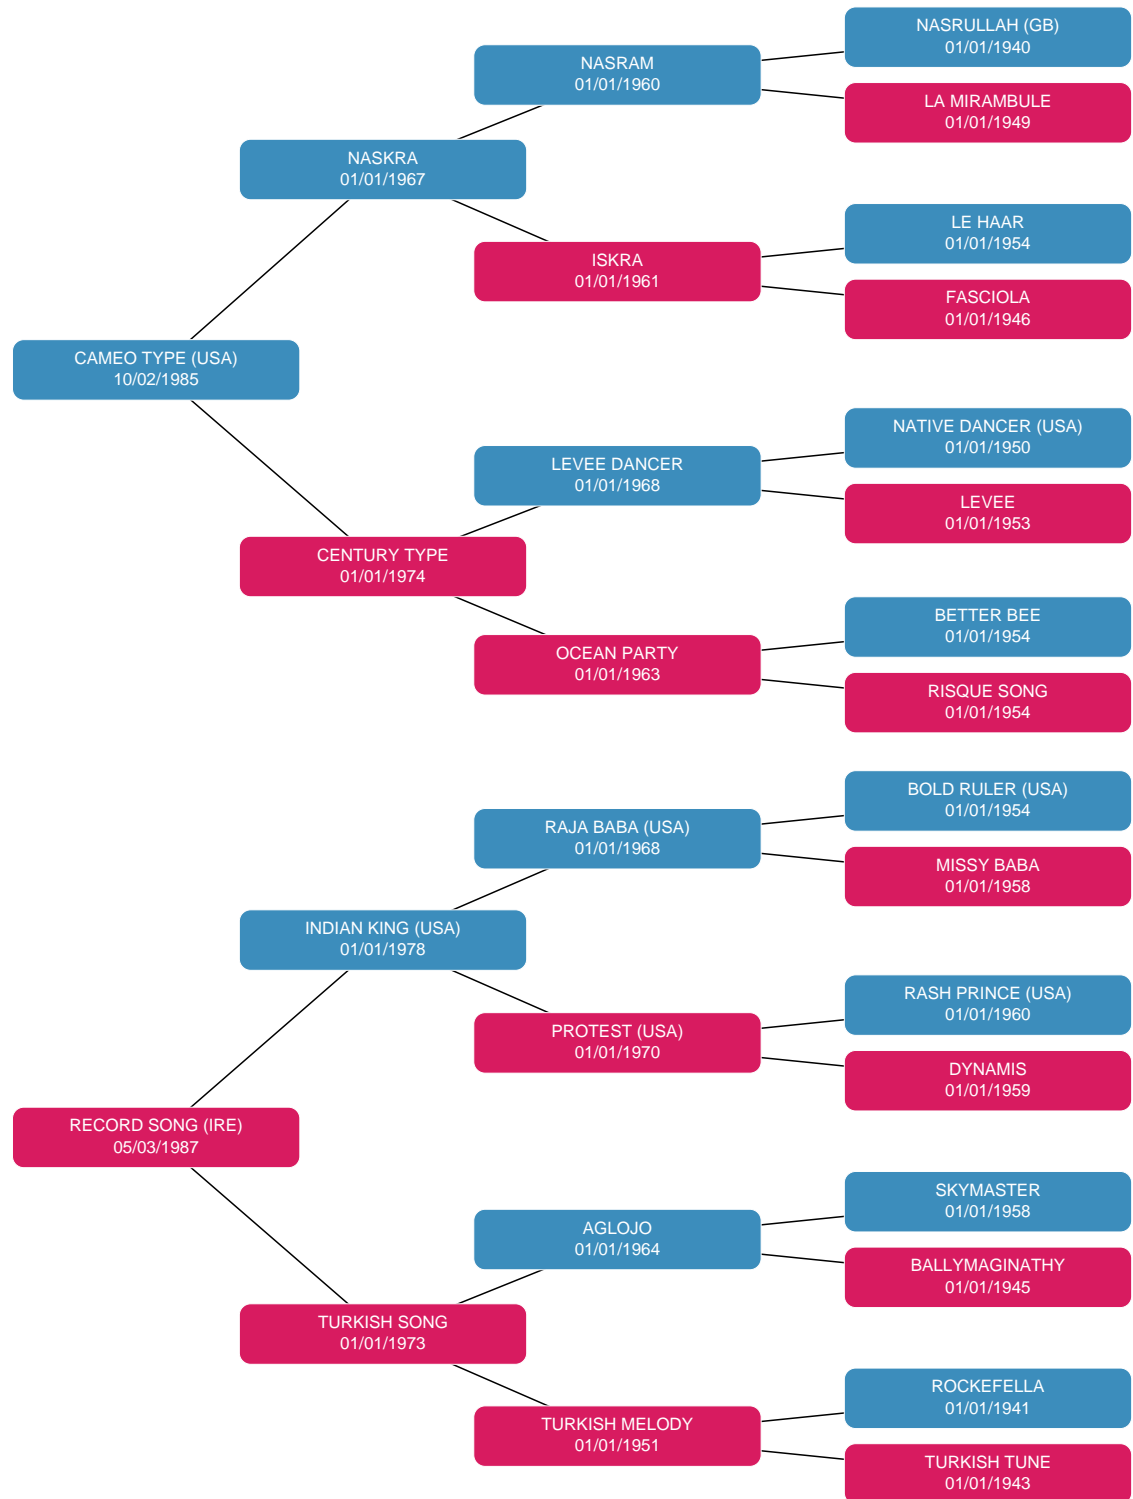 NASRULLAH (GB)
01/01/1940
NASRAM
01/01/1960
LA MIRAMBULE
01/01/1949
NASKRA
01/01/1967
LE HAAR
01/01/1954
ISKRA
01/01/1961
FASCIOLA
01/01/1946
CAMEO TYPE (USA)
10/02/1985
NATIVE DANCER (USA)
01/01/1950
LEVEE DANCER
01/01/1968
LEVEE
01/01/1953
CENTURY TYPE
01/01/1974
BETTER BEE
01/01/1954
OCEAN PARTY
01/01/1963
RISQUE SONG
01/01/1954
BOLD RULER (USA)
01/01/1954
RAJA BABA (USA)
01/01/1968
MISSY BABA
01/01/1958
INDIAN KING (USA)
01/01/1978
RASH PRINCE (USA)
01/01/1960
PROTEST (USA)
01/01/1970
DYNAMIS
01/01/1959
RECORD SONG (IRE)
05/03/1987
SKYMASTER
01/01/1958
AGLOJO
01/01/1964
BALLYMAGINATHY
01/01/1945
TURKISH SONG
01/01/1973
ROCKEFELLA
01/01/1941
TURKISH MELODY
01/01/1951
TURKISH TUNE
01/01/1943